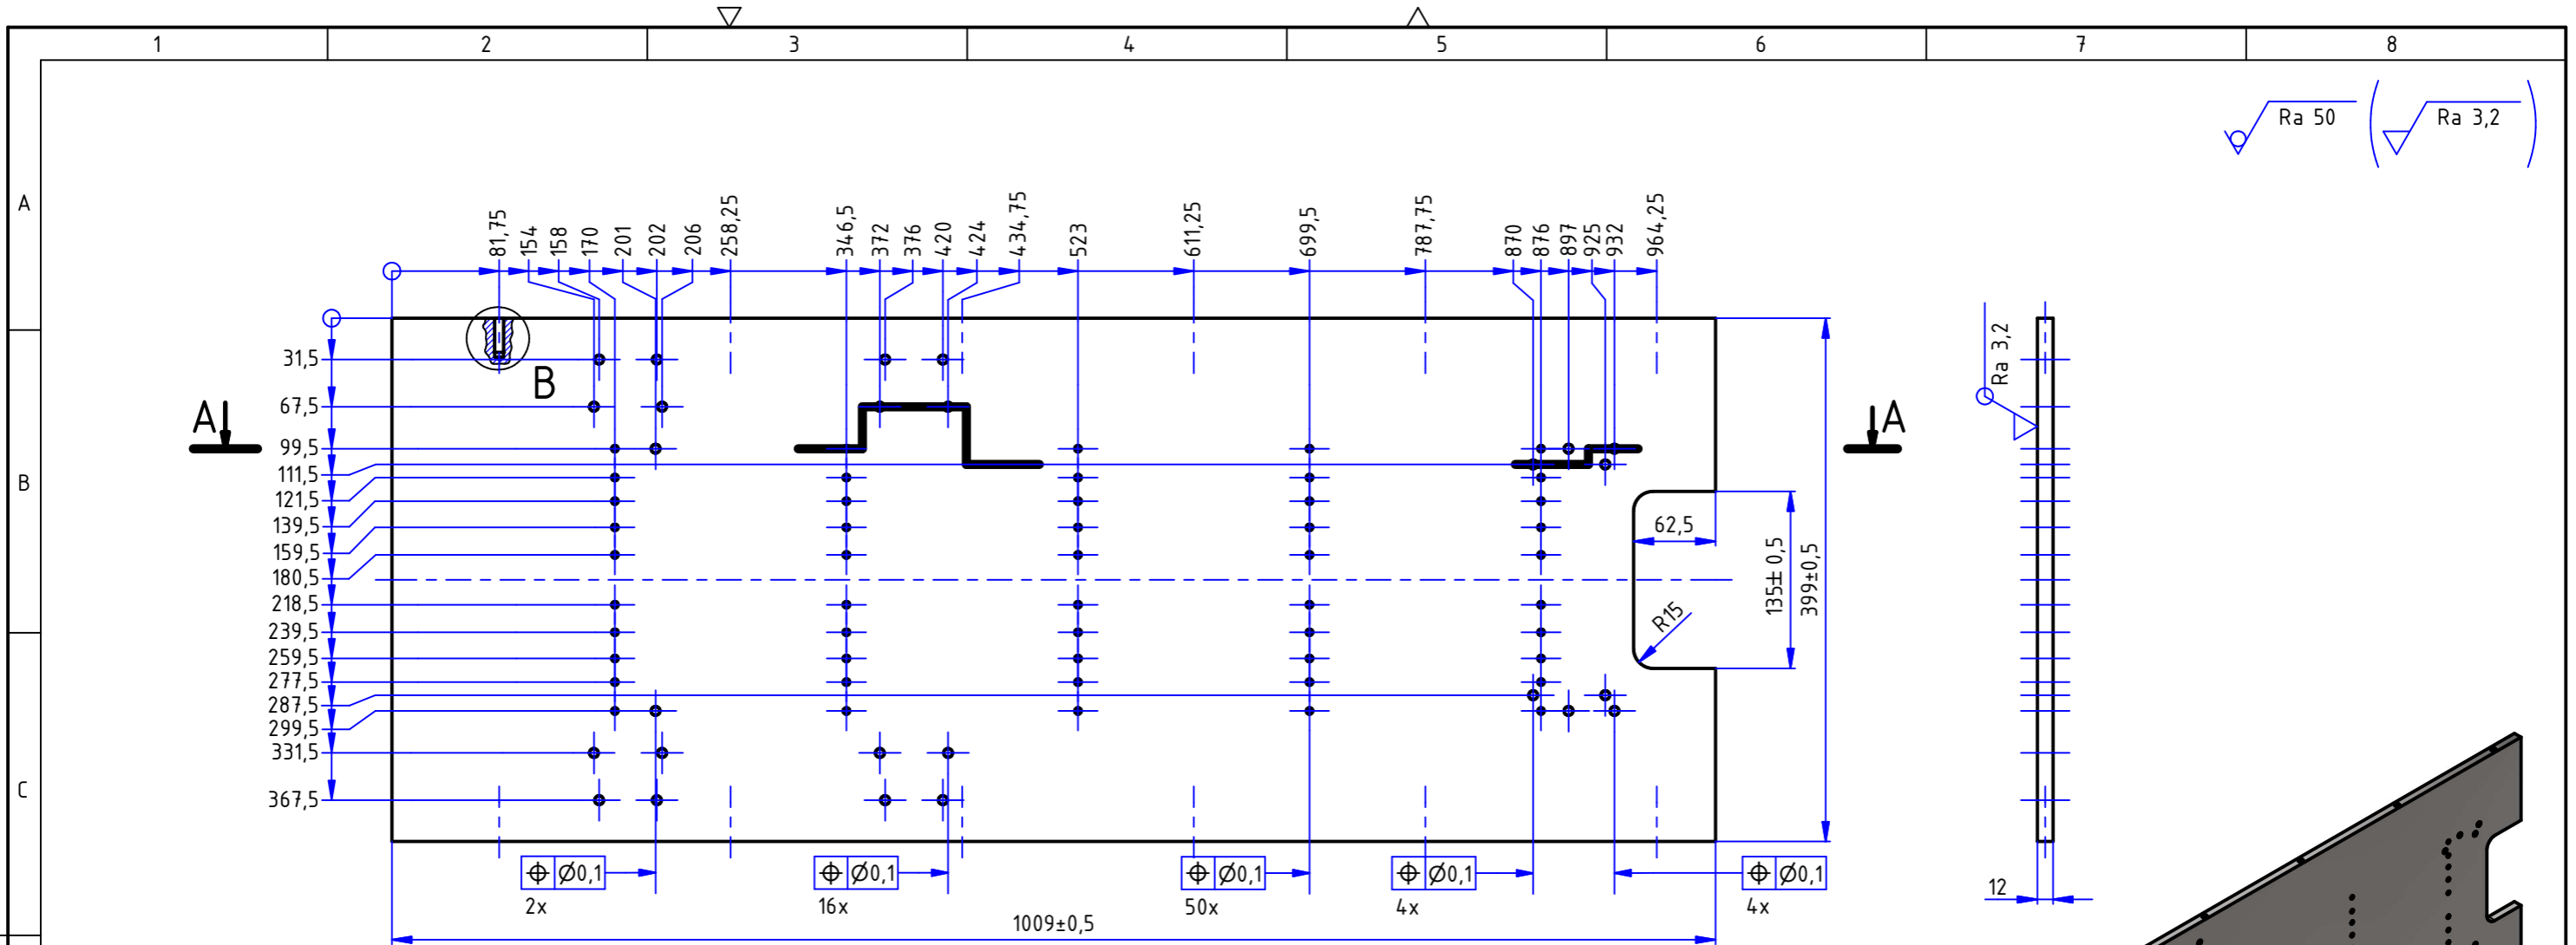 1 2 3 4 5 6 7 8
Ra 50 ( Ra 3,2 )
A
81,75 154 158 170 201 202 206 258,25 346,5 372 376 420 424 434,75 523 611,25 699,5 787,75 870 876 897 925 932 964,25
31,5
Ra 3,2
B
67,5
A A
99,5
111,5
B
121,5
62,5
139,5
159,5
135±0,5
399±0,5
180,5
218,5
R15
239,5
259,5
277,5
287,5
299,5
331,5
C
367,5
⌖ Ø0,1 ⌖ Ø0,1 ⌖ Ø0,1 ⌖ Ø0,1 ⌖ Ø0,1
12
2x 16x 50x 4x 4x
1009±0,5